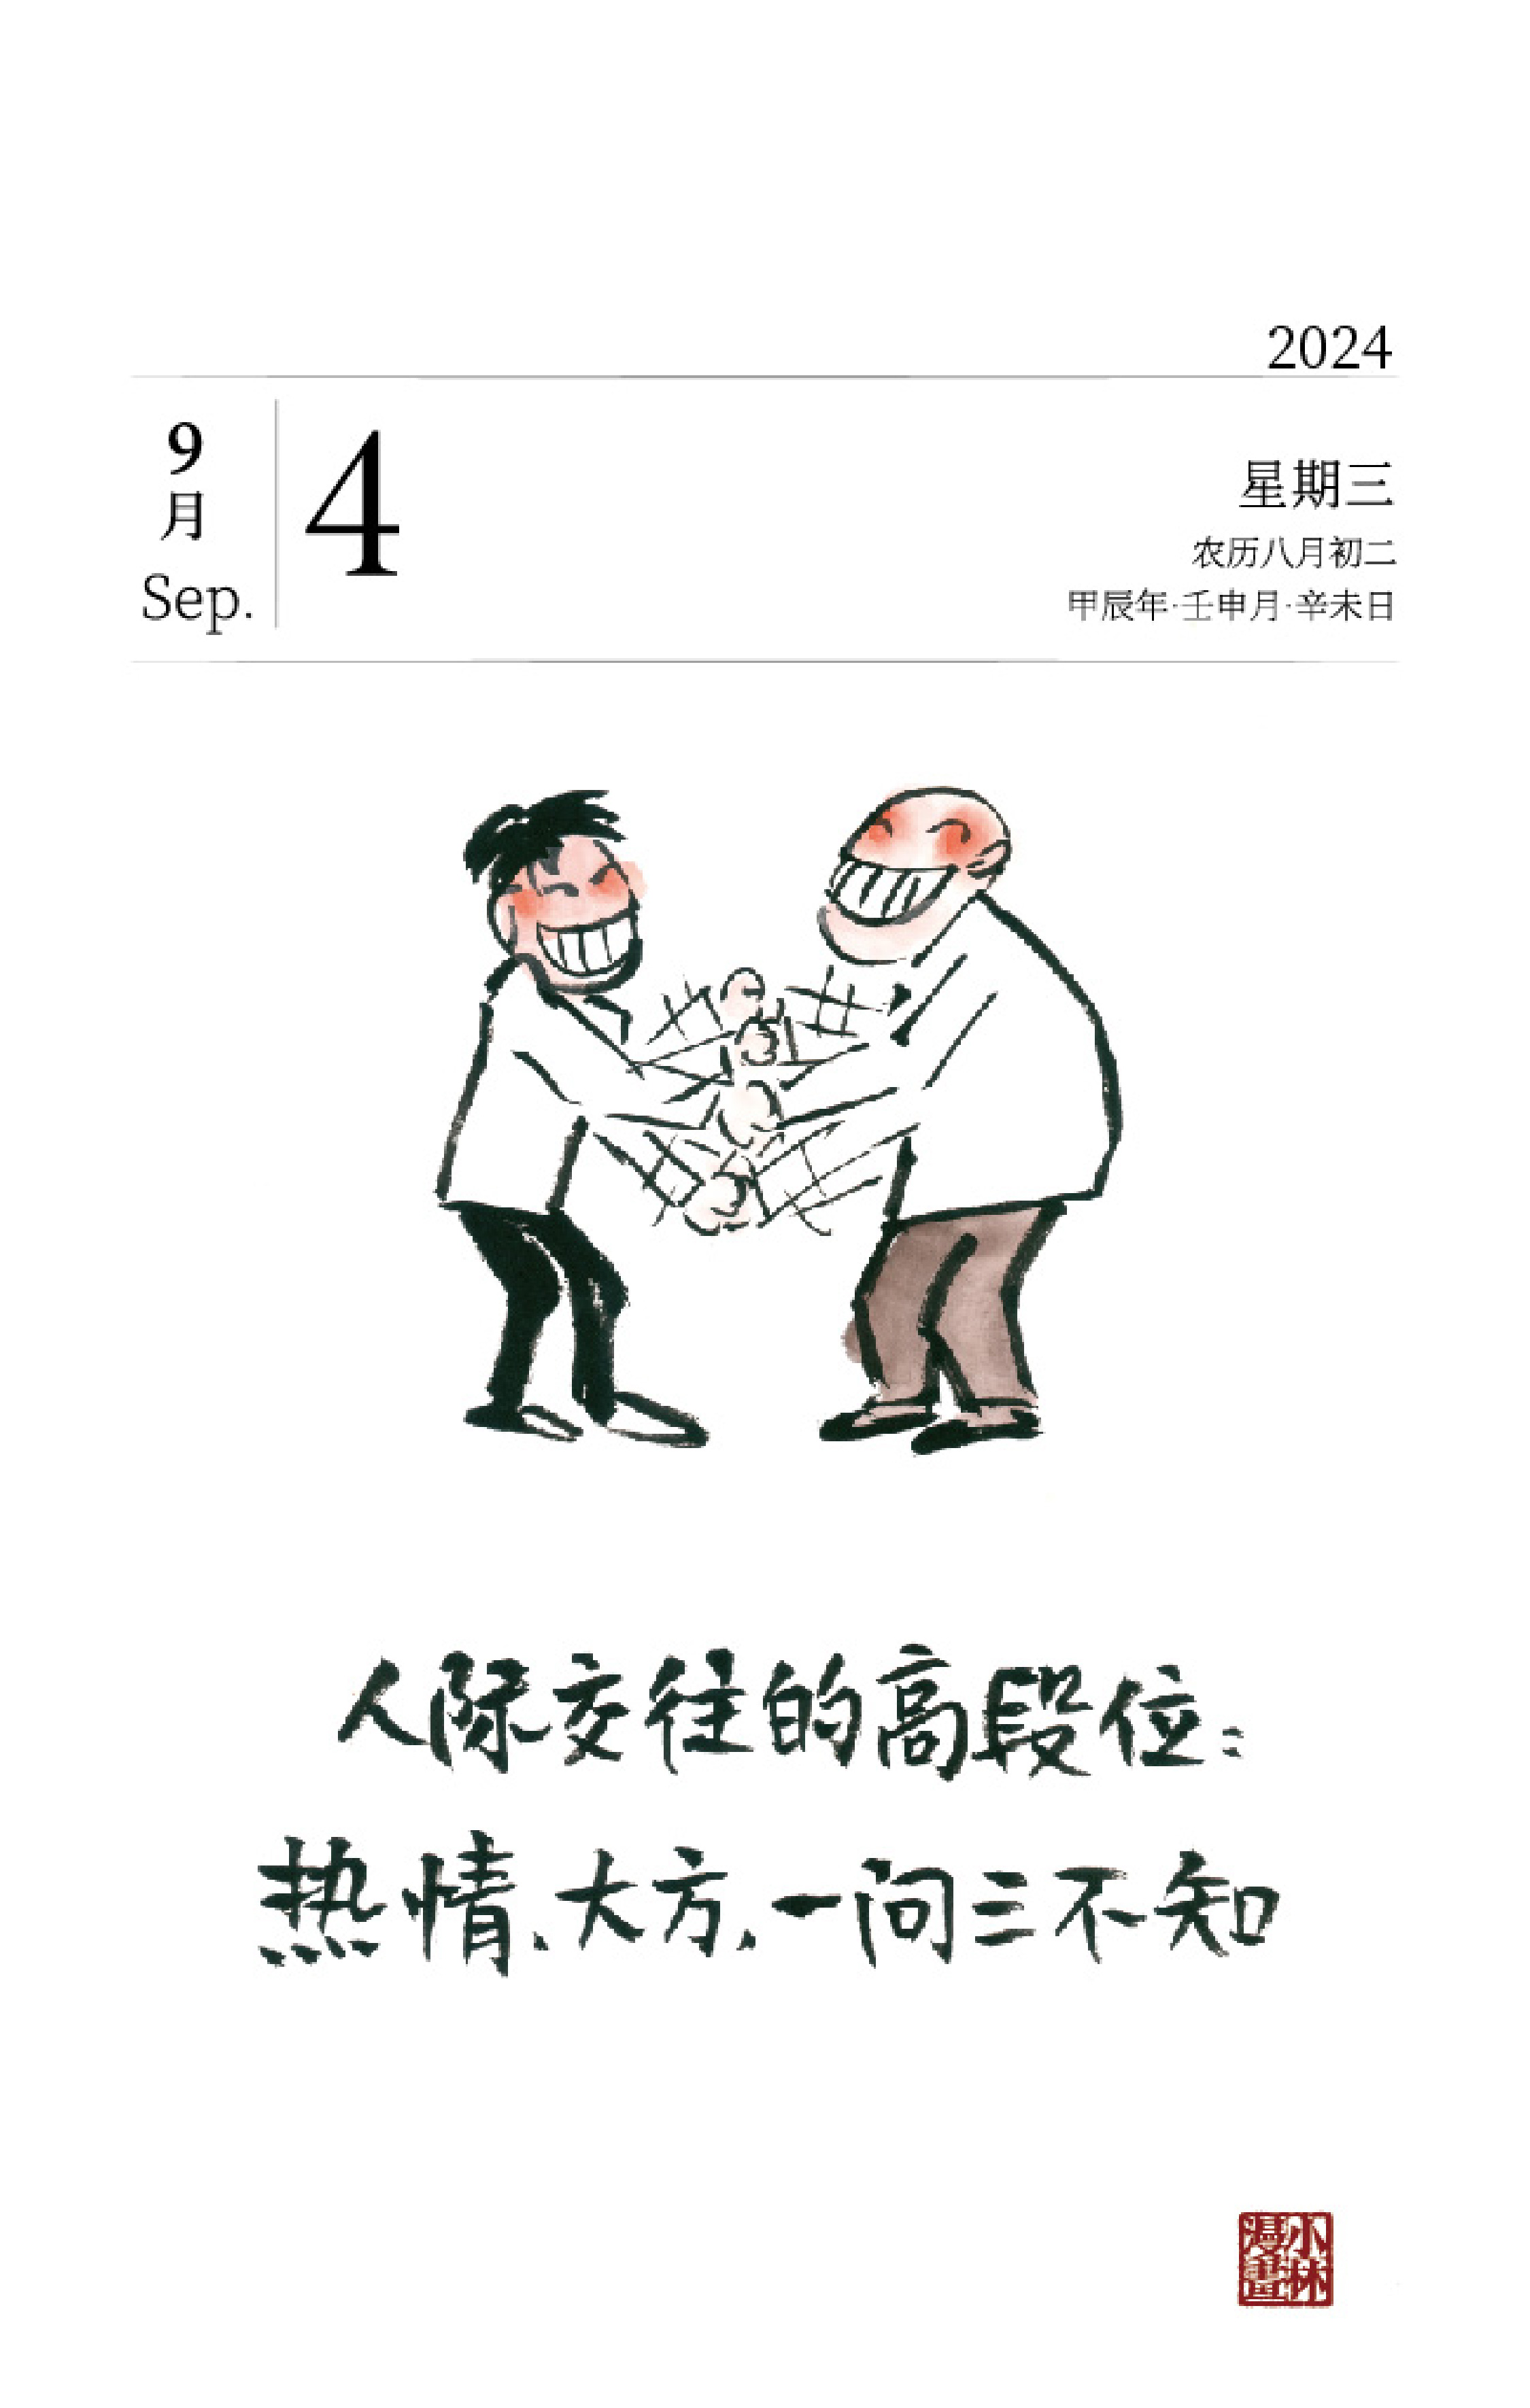 2024
9
月
Sep.
4
星期三
农历八月初二
甲辰年·壬申月·辛未日
人际交往的高段位:
热情、大方、一问三不知
小林
漫畫